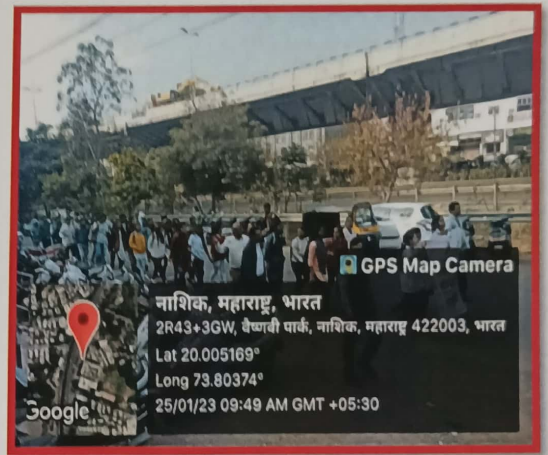 GPS Map Camera
नाशिक, महाराष्ट्र, भारत
2R43+3GW, वैष्णवी पार्क, नाशिक, महाराष्ट्र 422003, भारत
Lat 20.005169°
Long 73.80374°
25/01/23 09:49 AM GMT +05:30
Google